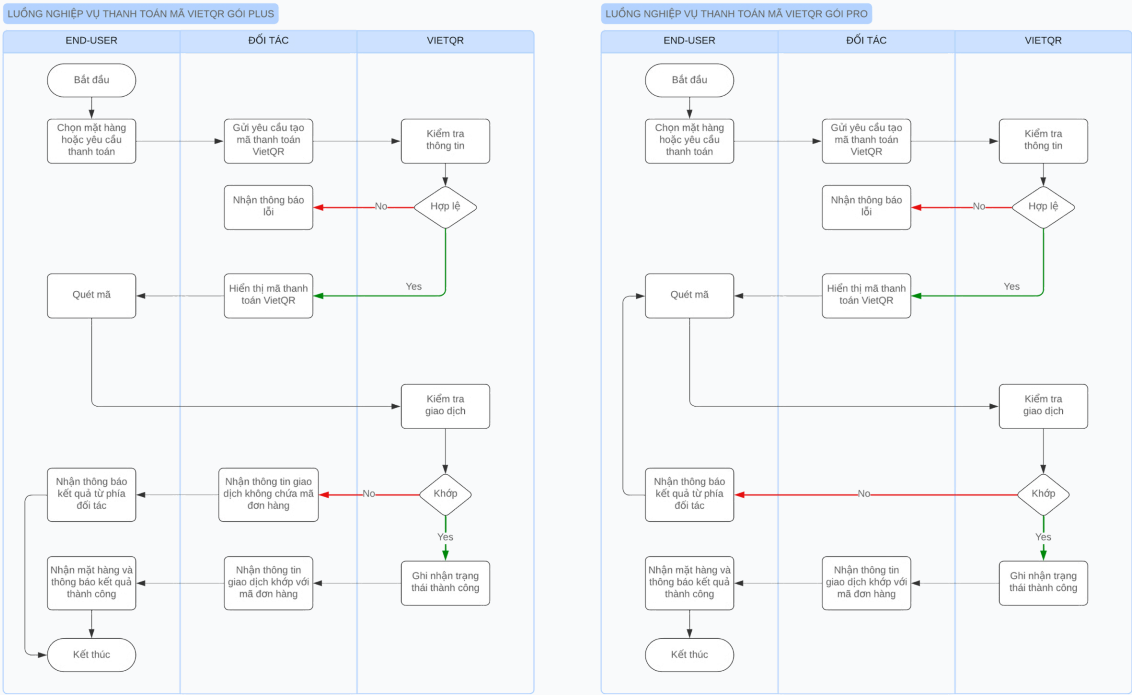 LUỒNG NGHIỆP VỤ THANH TOÁN MÃ VIETQR GÓI PLUS
END-USER
ĐỐI TÁC
VIETQR
Bắt đầu
Chọn mặt hàng
hoặc yêu cầu
thanh toán
Gửi yêu cầu tạo
mã thanh toán
VietQR
Kiểm tra
thông tin
Nhận thông báo
lỗi
No
Hợp lệ
Quét mã
Hiển thị mã thanh
toán VietQR
Yes
Kiểm tra
giao dịch
Nhận thông báo
kết quả từ phía
đối tác
Nhận thông tin giao
dịch không chứa mã
đơn hàng
No
Khớp
Yes
Nhận mặt hàng và
thông báo kết quả
thành công
Nhận thông tin
giao dịch khớp với
mã đơn hàng
Ghi nhận trạng
thái thành công
Kết thúc
LUỒNG NGHIỆP VỤ THANH TOÁN MÃ VIETQR GÓI PRO
END-USER
ĐỐI TÁC
VIETQR
Bắt đầu
Chọn mặt hàng
hoặc yêu cầu
thanh toán
Gửi yêu cầu tạo
mã thanh toán
VietQR
Kiểm tra
thông tin
Nhận thông báo
lỗi
No
Hợp lệ
Quét mã
Hiển thị mã thanh
toán VietQR
Yes
Kiểm tra
giao dịch
Nhận thông báo
kết quả từ phía
đối tác
No
Khớp
Yes
Nhận mặt hàng và
thông báo kết quả
thành công
Nhận thông tin
giao dịch khớp với
mã đơn hàng
Ghi nhận trạng
thái thành công
Kết thúc